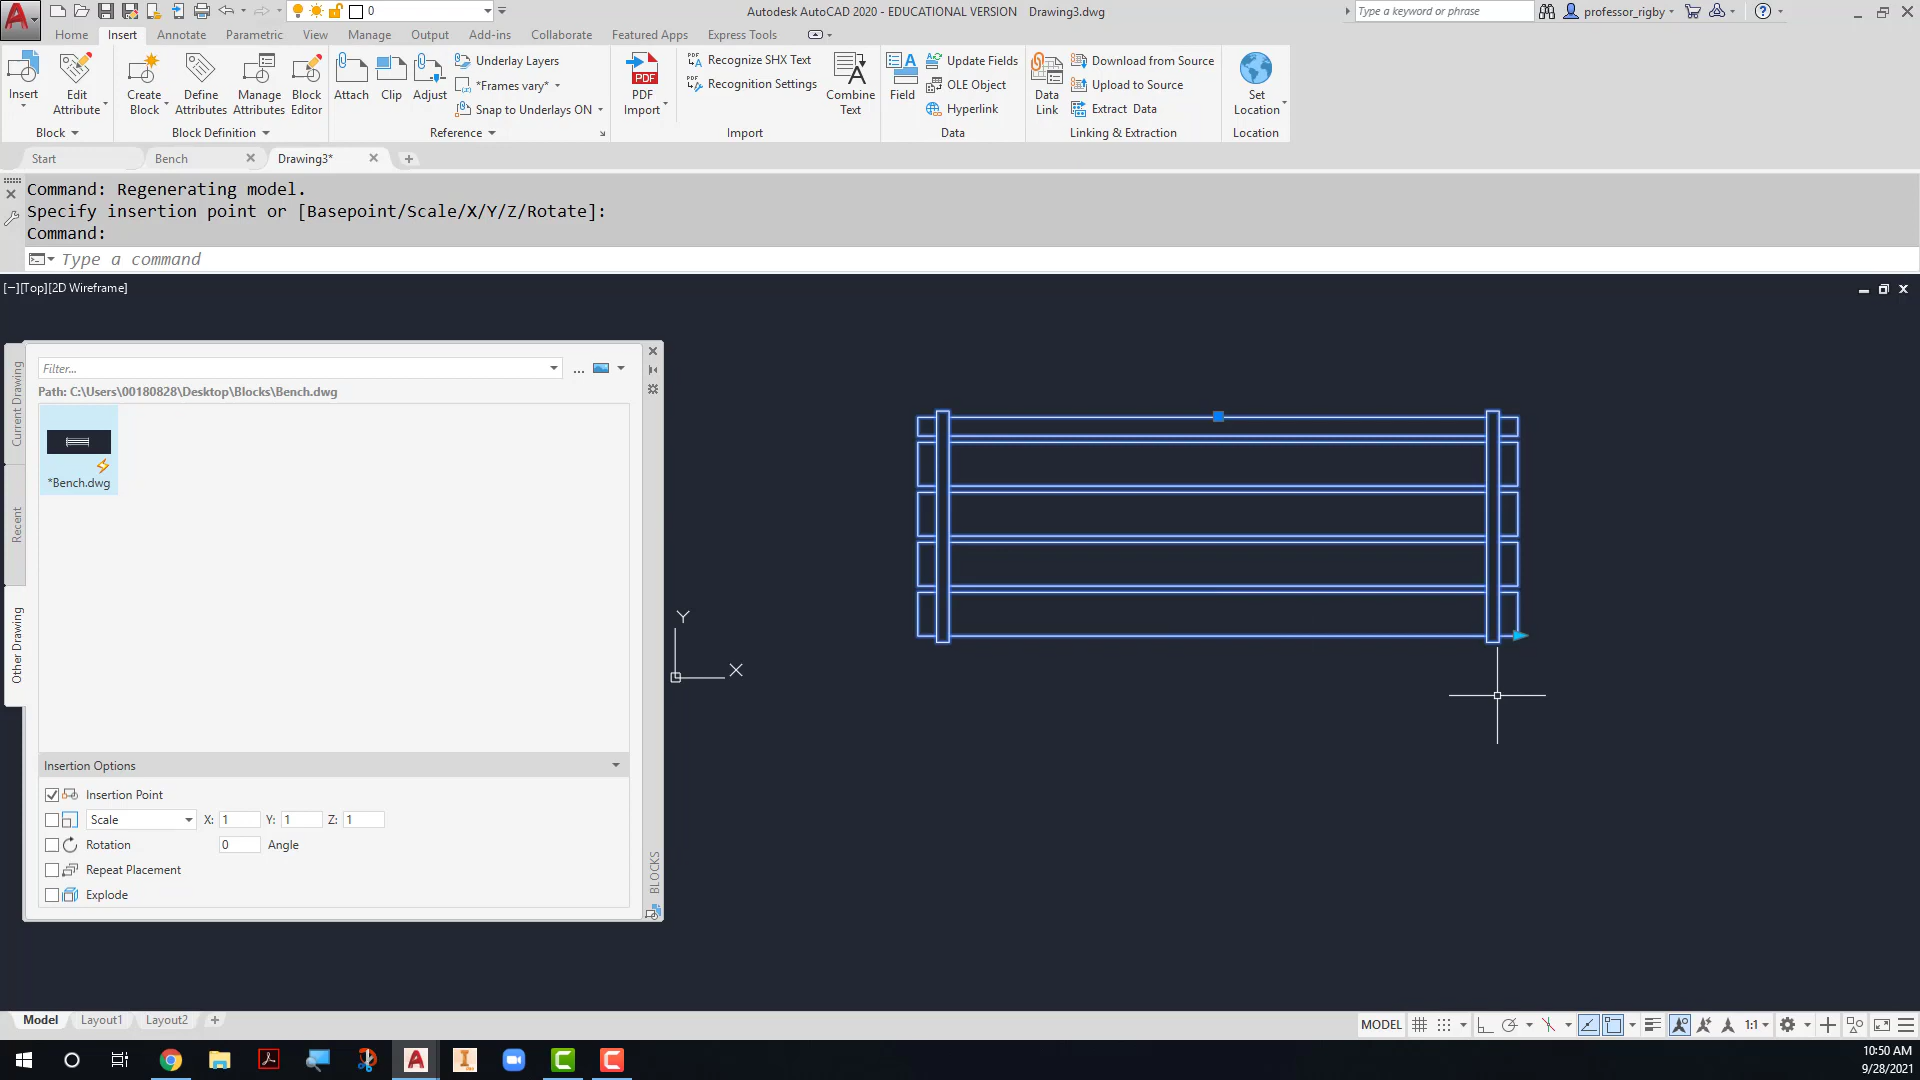 0
Autodesk AutoCAD 2020 - EDUCATIONAL VERSION Drawing3.dwg
Type a keyword or phrase
professor_rigby
Home Insert Annotate Parametric View Manage Output Add-ins Collaborate Featured Apps Express Tools
Insert
Edit
Attribute
Block
Create
Block
Define
Attributes
Manage
Attributes
Block
Editor
Block Definition
Attach
Clip
Adjust
Underlay Layers
*Frames vary*
Snap to Underlays ON
Reference
PDF
PDF
Import
Recognize SHX Text
Recognition Settings
Combine
Text
Import
Field
Update Fields
OLE Object
Hyperlink
Data
Data
Link
Download from Source
Upload to Source
Extract Data
Linking & Extraction
Set
Location
Location
Start
Bench
Drawing3*
Command: Regenerating model.
Specify insertion point or [Basepoint/Scale/X/Y/Z/Rotate]:
Command:
Type a command
[−][Top][2D Wireframe]
Current Drawing
Recent
Other Drawing
Filter...
...
Path: C:\Users\00180828\Desktop\Blocks\Bench.dwg
*Bench.dwg
Insertion Options
Insertion Point
Scale X: 1 Y: 1 Z: 1
Rotation 0 Angle
Repeat Placement
Explode
BLOCKS
Y
X
Model Layout1 Layout2
MODEL
1:1
10:50 AM
9/28/2021